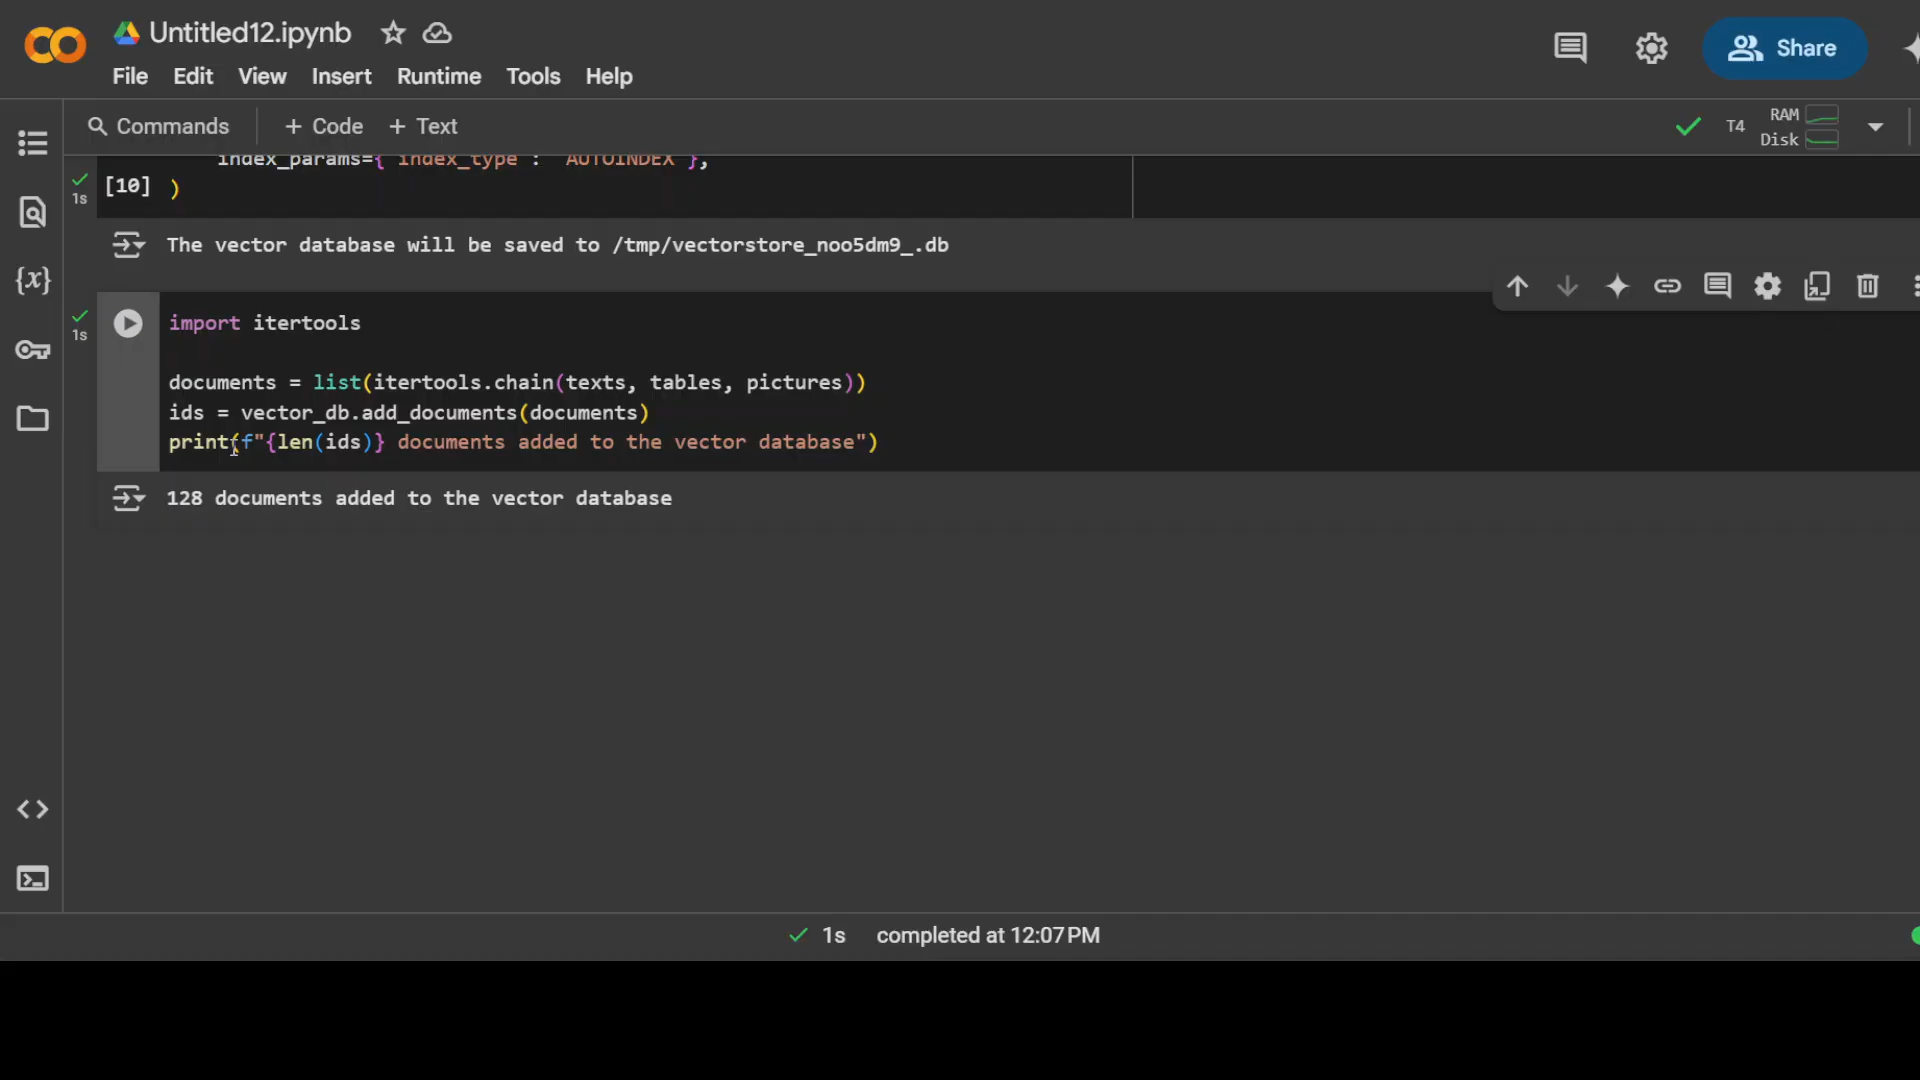 Untitled12.ipynb
File Edit View Insert Runtime Tools Help
Share
Commands + Code + Text
T4 RAM Disk
index_params={"index_type": "AUTOINDEX"},
1s [10] )
The vector database will be saved to /tmp/vectorstore_noo5dm9_.db
1s import itertools
documents = list(itertools.chain(texts, tables, pictures))
ids = vector_db.add_documents(documents)
print(f"{len(ids)} documents added to the vector database")
128 documents added to the vector database
1s completed at 12:07 PM